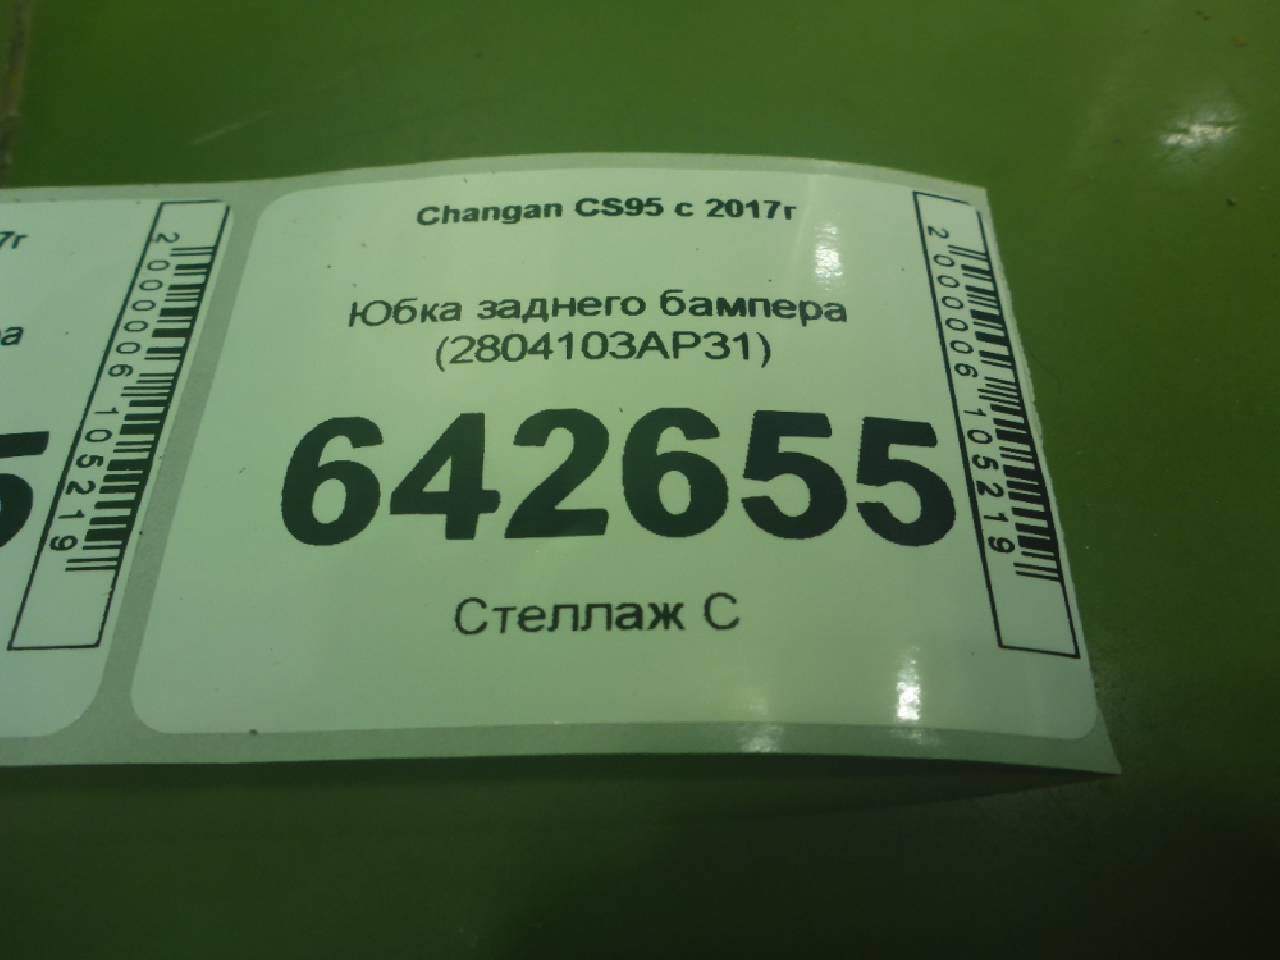 Changan CS95 с 2017г
Юбка заднего бампера
(2804103AP31)
642655
Стеллаж С
2000006105219
7г
а
5
2000006105219